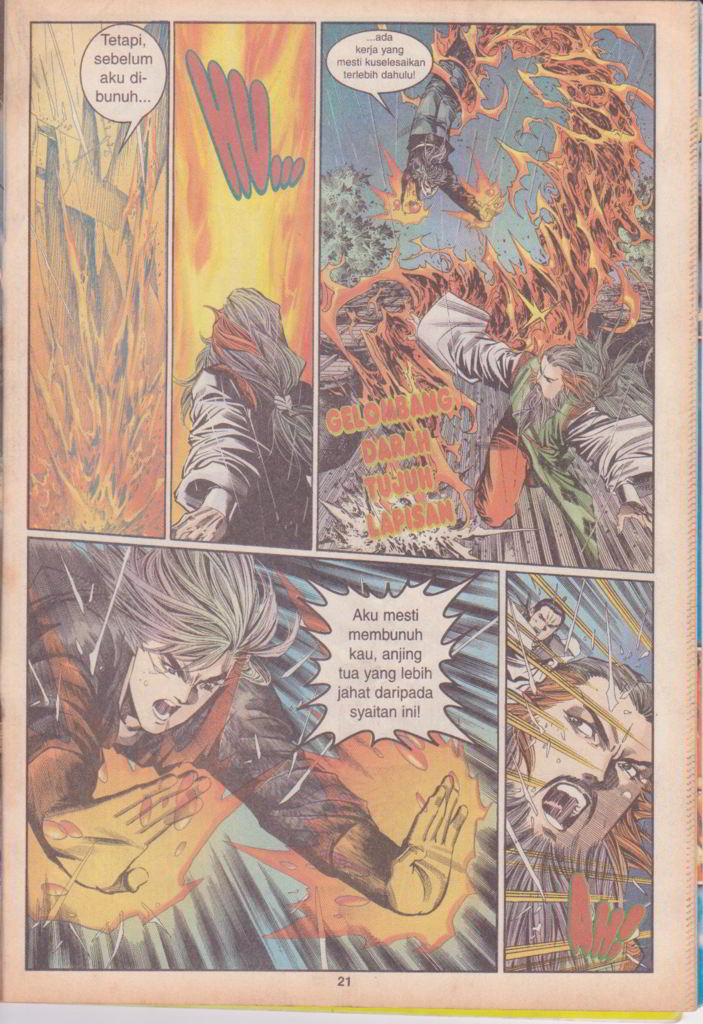 Tetapi,
sebelum
aku di-
bunuh...
HU...
...ada
kerja yang
mesti kuselesaikan
terlebih dahulu!
GELOMBANG
DARAH
TUJUH
LAPISAN
Aku mesti
membunuh
kau, anjing
tua yang lebih
jahat daripada
syaitan ini!
AH!
21